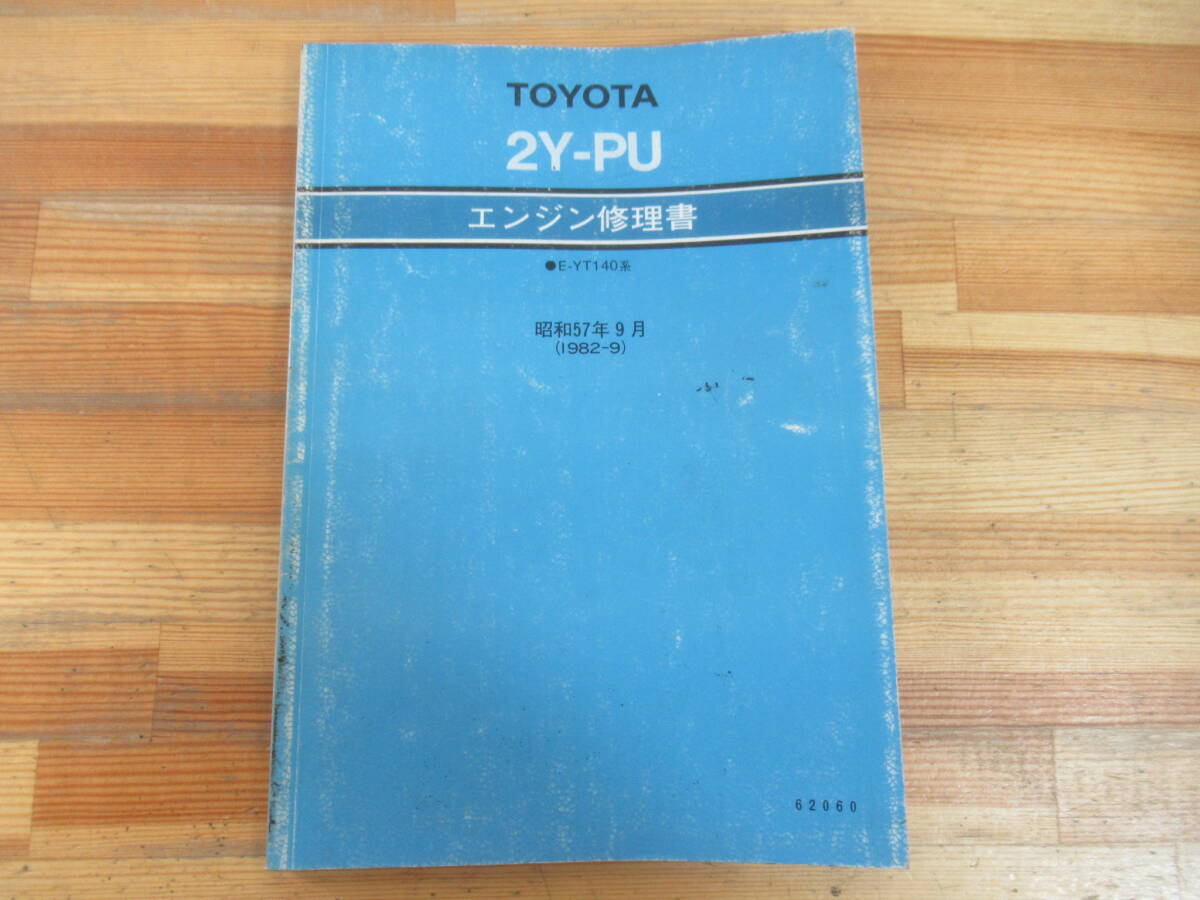 TOYOTA
2Y-PU
エンジン修理書
●E-YT140系
昭和57年9月
(1982-9)
62060